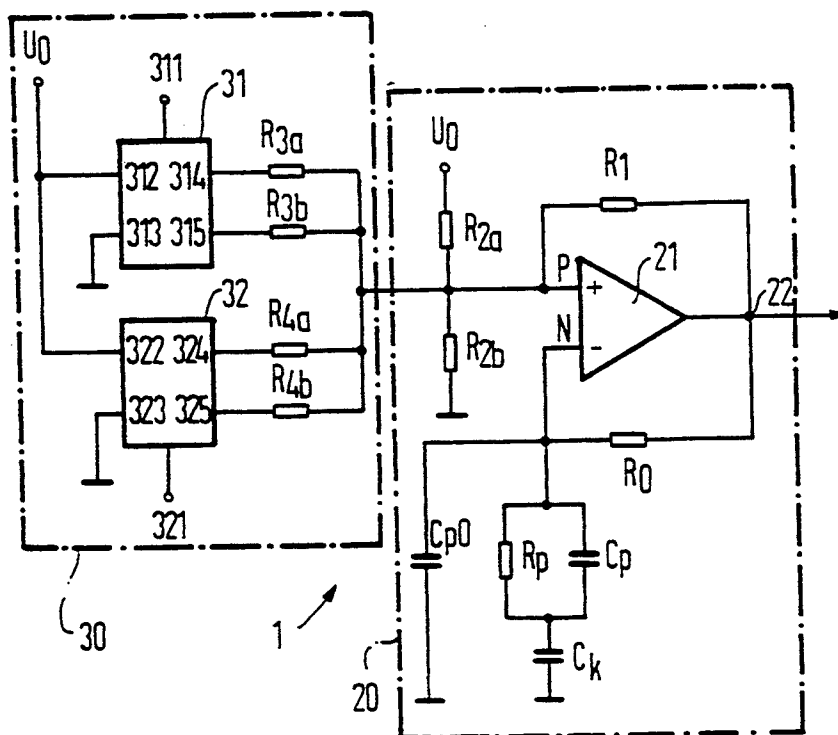 U0
311
31
R3a
312 314
R3b
313 315
32
R4a
322 324
R4b
323 325
321
30
1
U0
R1
R2a
P
+
21
22
N
-
R2b
R0
Cp0
Rp
Cp
Ck
20